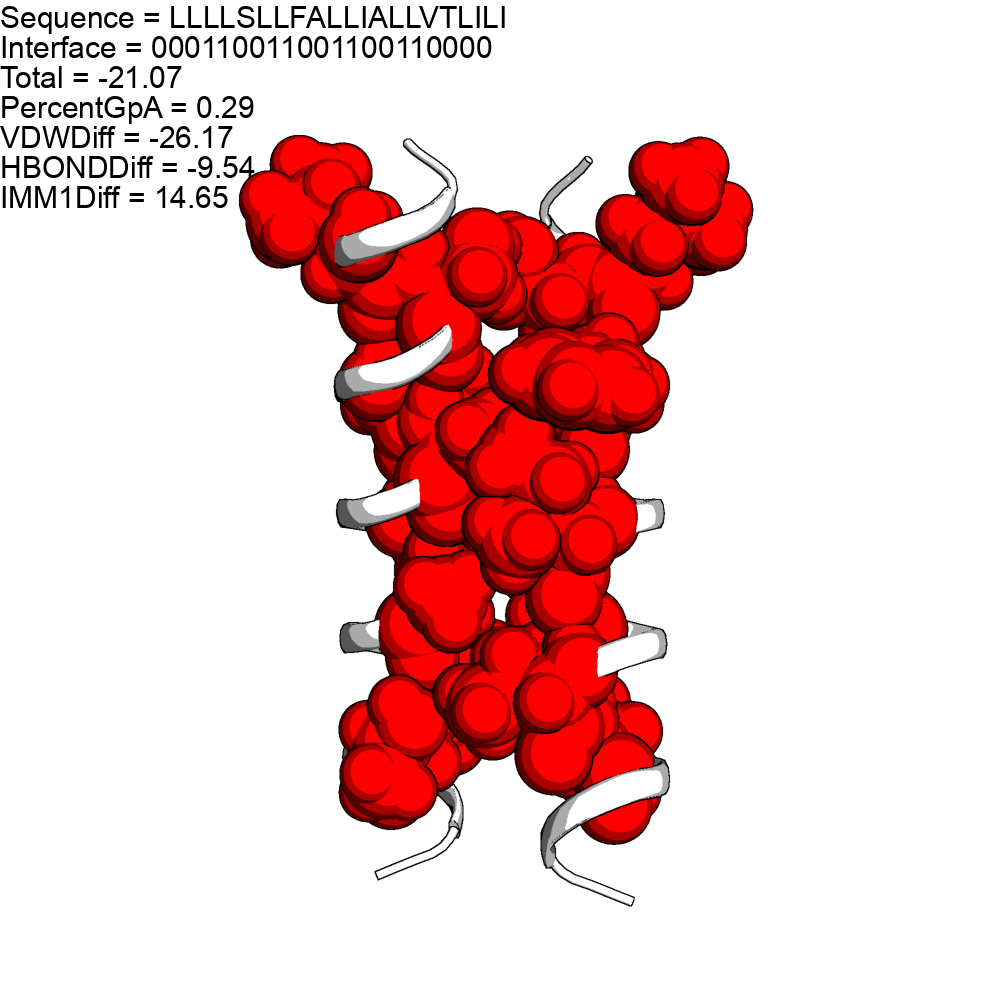 Sequence = LLLLSLLFALLIALLVTLILI
Interface = 000110011001100110000
Total = -21.07
PercentGpA = 0.29
VDWDiff = -26.17
HBONDDiff = -9.54
IMM1Diff = 14.65